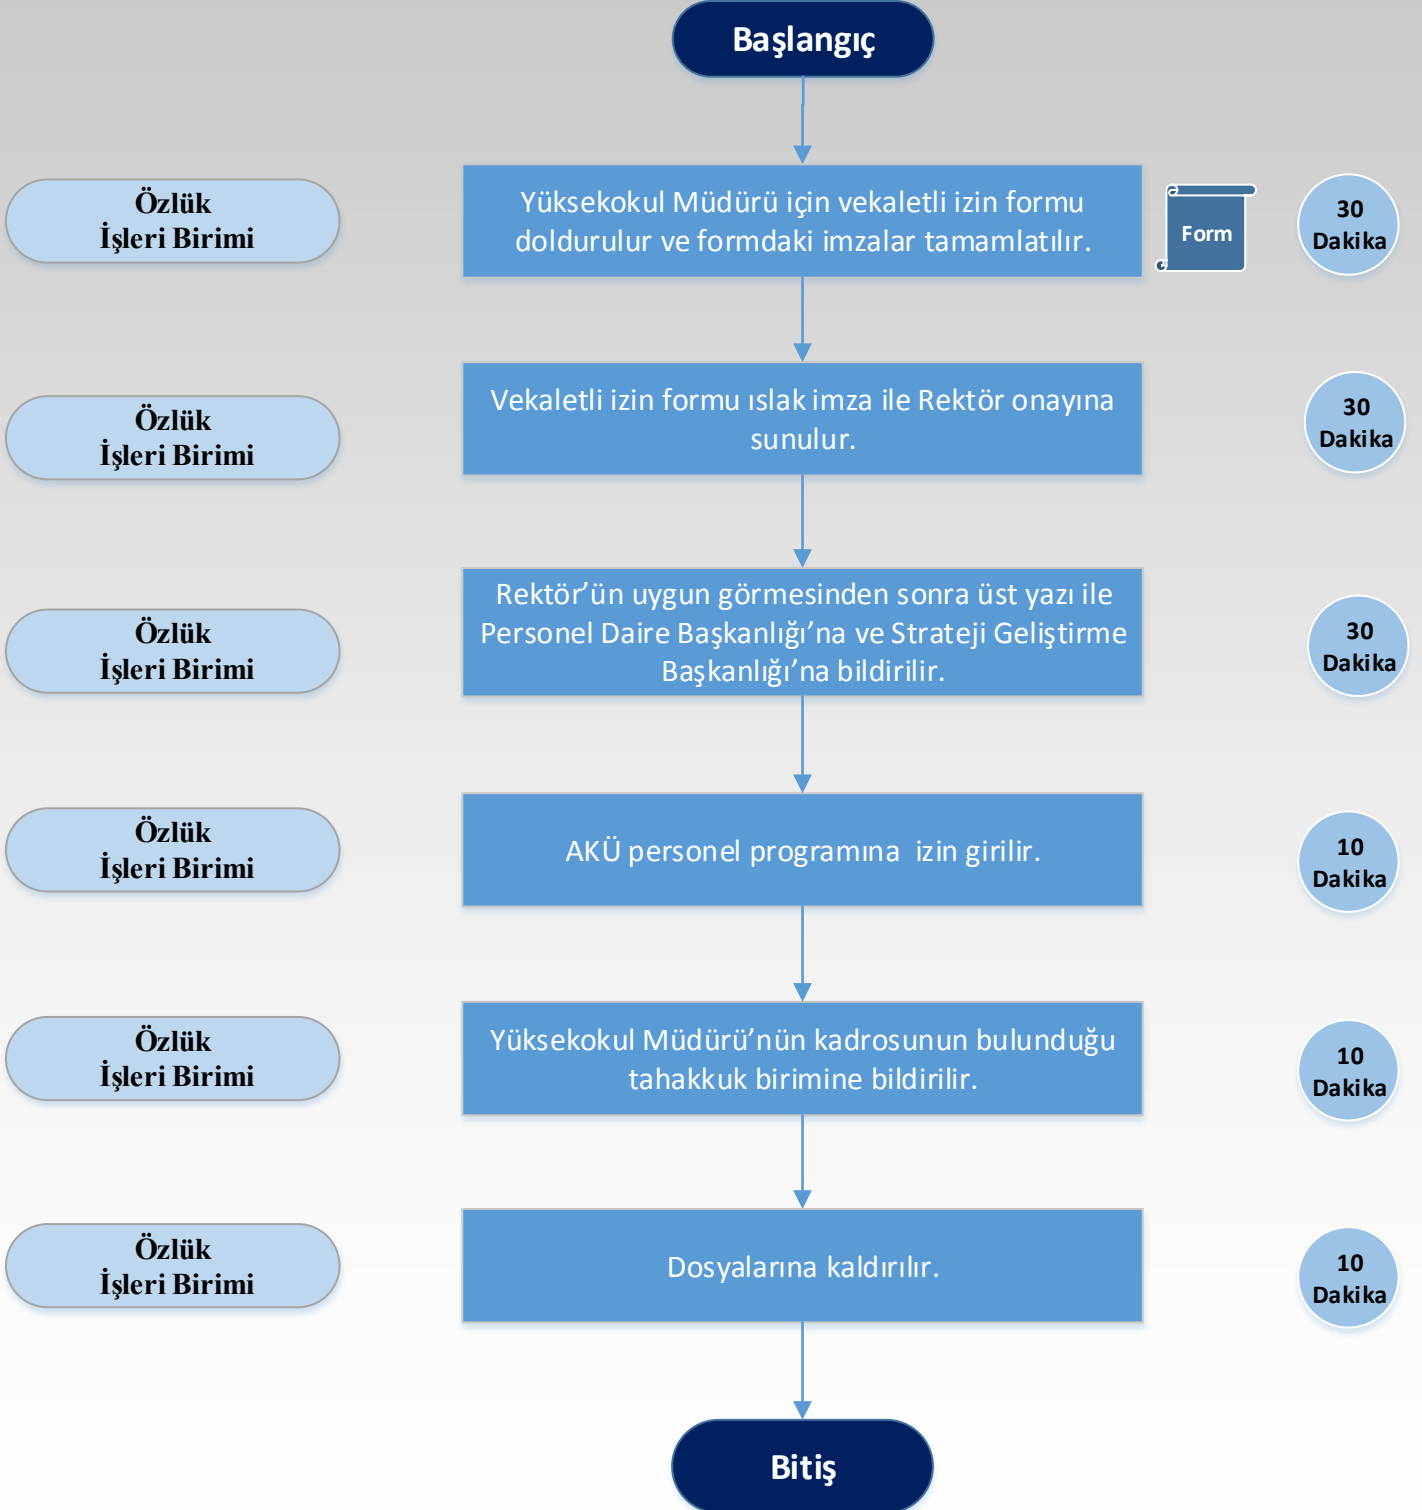 Başlangıç
Özlük
İşleri Birimi
Yüksekokul Müdürü için vekaletli izin formu
doldurulur ve formdaki imzalar tamamlatılır.
Form
30
Dakika
Özlük
İşleri Birimi
Vekaletli izin formu ıslak imza ile Rektör onayına
sunulur.
30
Dakika
Özlük
İşleri Birimi
Rektör’ün uygun görmesinden sonra üst yazı ile
Personel Daire Başkanlığı’na ve Strateji Geliştirme
Başkanlığı’na bildirilir.
30
Dakika
Özlük
İşleri Birimi
AKÜ personel programına izin girilir.
10
Dakika
Özlük
İşleri Birimi
Yüksekokul Müdürü’nün kadrosunun bulunduğu
tahakkuk birimine bildirilir.
10
Dakika
Özlük
İşleri Birimi
Dosyalarına kaldırılır.
10
Dakika
Bitiş